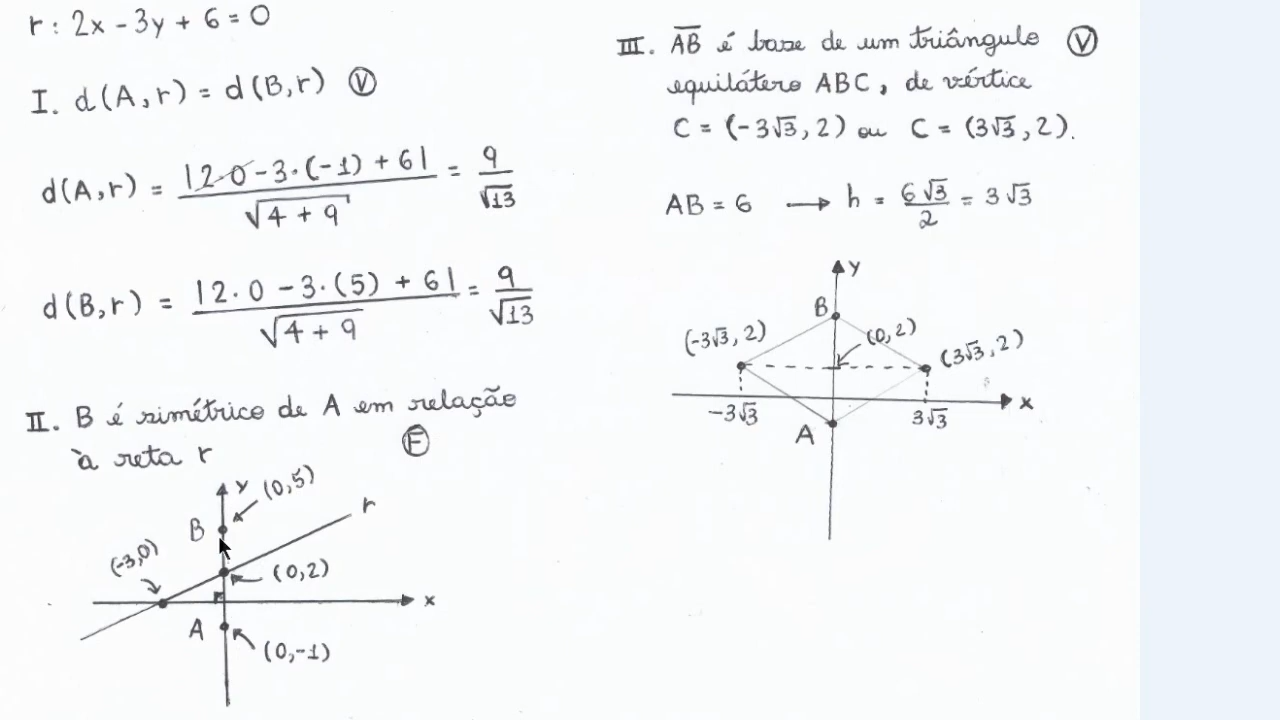 r: 2x - 3y + 6 = 0
I. d(A,r) = d(B,r) (V)
d(A,r) = |2·0 - 3·(-1) + 6| / √(4 + 9) = 9/√13
d(B,r) = |2·0 - 3·(5) + 6| / √(4 + 9) = 9/√13
II. B é simétrico de A em relação
à reta r (F)
y
(0,5)
r
B
(-3,0)
(0,2)
x
A
(0,-1)
III. A̅B̅ é base de um triângulo (V)
equilátero ABC, de vértice
C = (-3√3, 2) ou C = (3√3, 2).
AB = 6 → h = 6√3/2 = 3√3
y
B
(-3√3, 2)
(0,2)
(3√3, 2)
-3√3
3√3
x
A